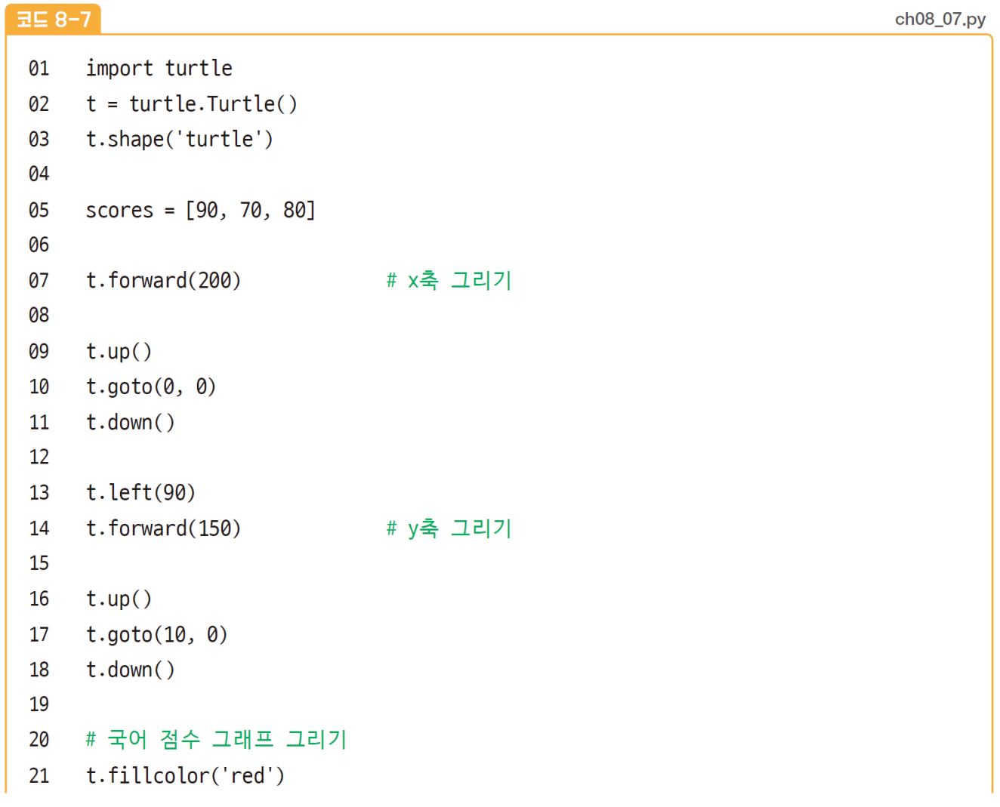 코드 8-7
ch08_07.py
01 import turtle
02 t = turtle.Turtle()
03 t.shape('turtle')
04
05 scores = [90, 70, 80]
06
07 t.forward(200) # x축 그리기
08
09 t.up()
10 t.goto(0, 0)
11 t.down()
12
13 t.left(90)
14 t.forward(150) # y축 그리기
15
16 t.up()
17 t.goto(10, 0)
18 t.down()
19
20 # 국어 점수 그래프 그리기
21 t.fillcolor('red')